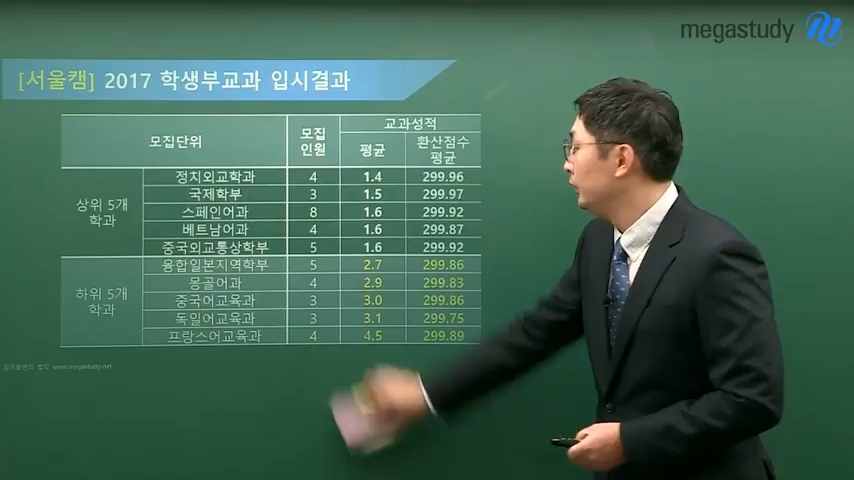 megastudy
[서울캠] 2017 학생부교과 입시결과
모집단위 모집인원 교과성적
평균 환산점수 평균
상위 5개 학과
정치외교학과 4 1.4 299.96
국제학부 3 1.5 299.97
스페인어과 8 1.6 299.92
베트남어과 4 1.6 299.87
중국외교통상학부 5 1.6 299.92
하위 5개 학과
융합일본지역학부 5 2.7 299.86
몽골어과 4 2.9 299.83
중국어교육과 3 3.0 299.86
독일어교육과 3 3.1 299.75
프랑스어교육과 4 4.5 299.89
www.megastudy.net